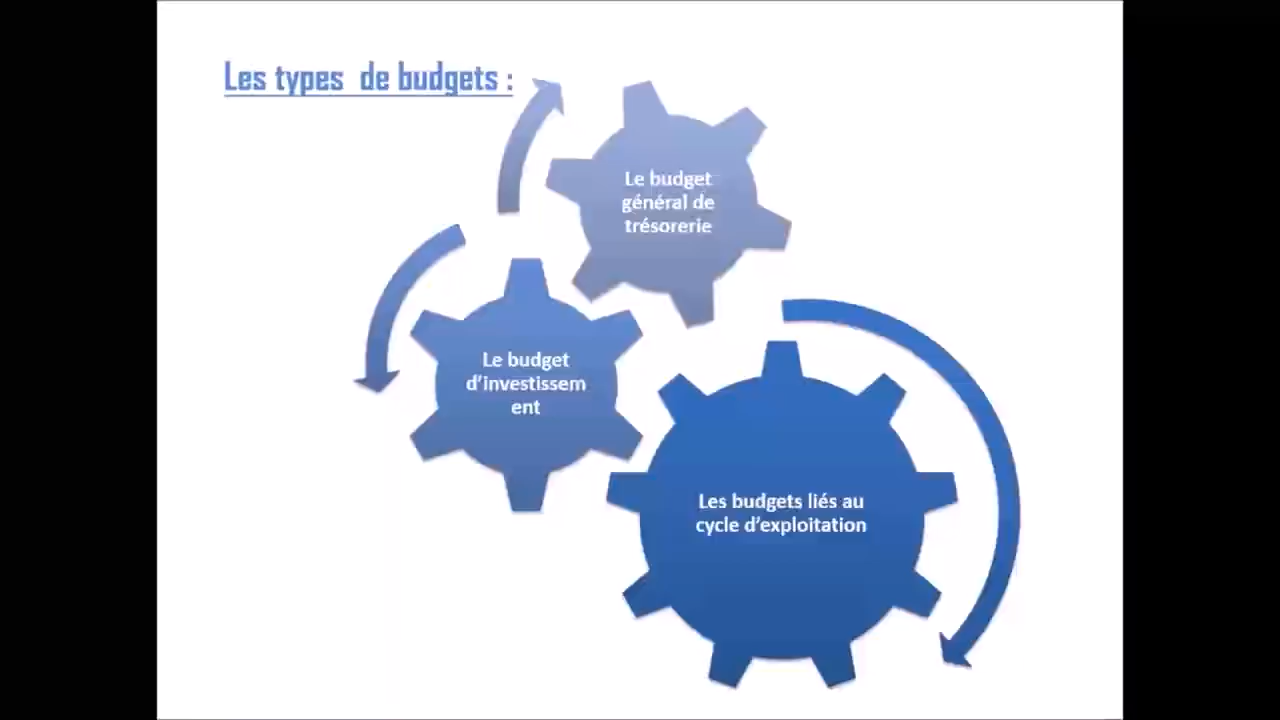 Les types de budgets :
Le budget
général de
trésorerie
Le budget
d'investissem
ent
Les budgets liés au
cycle d'exploitation